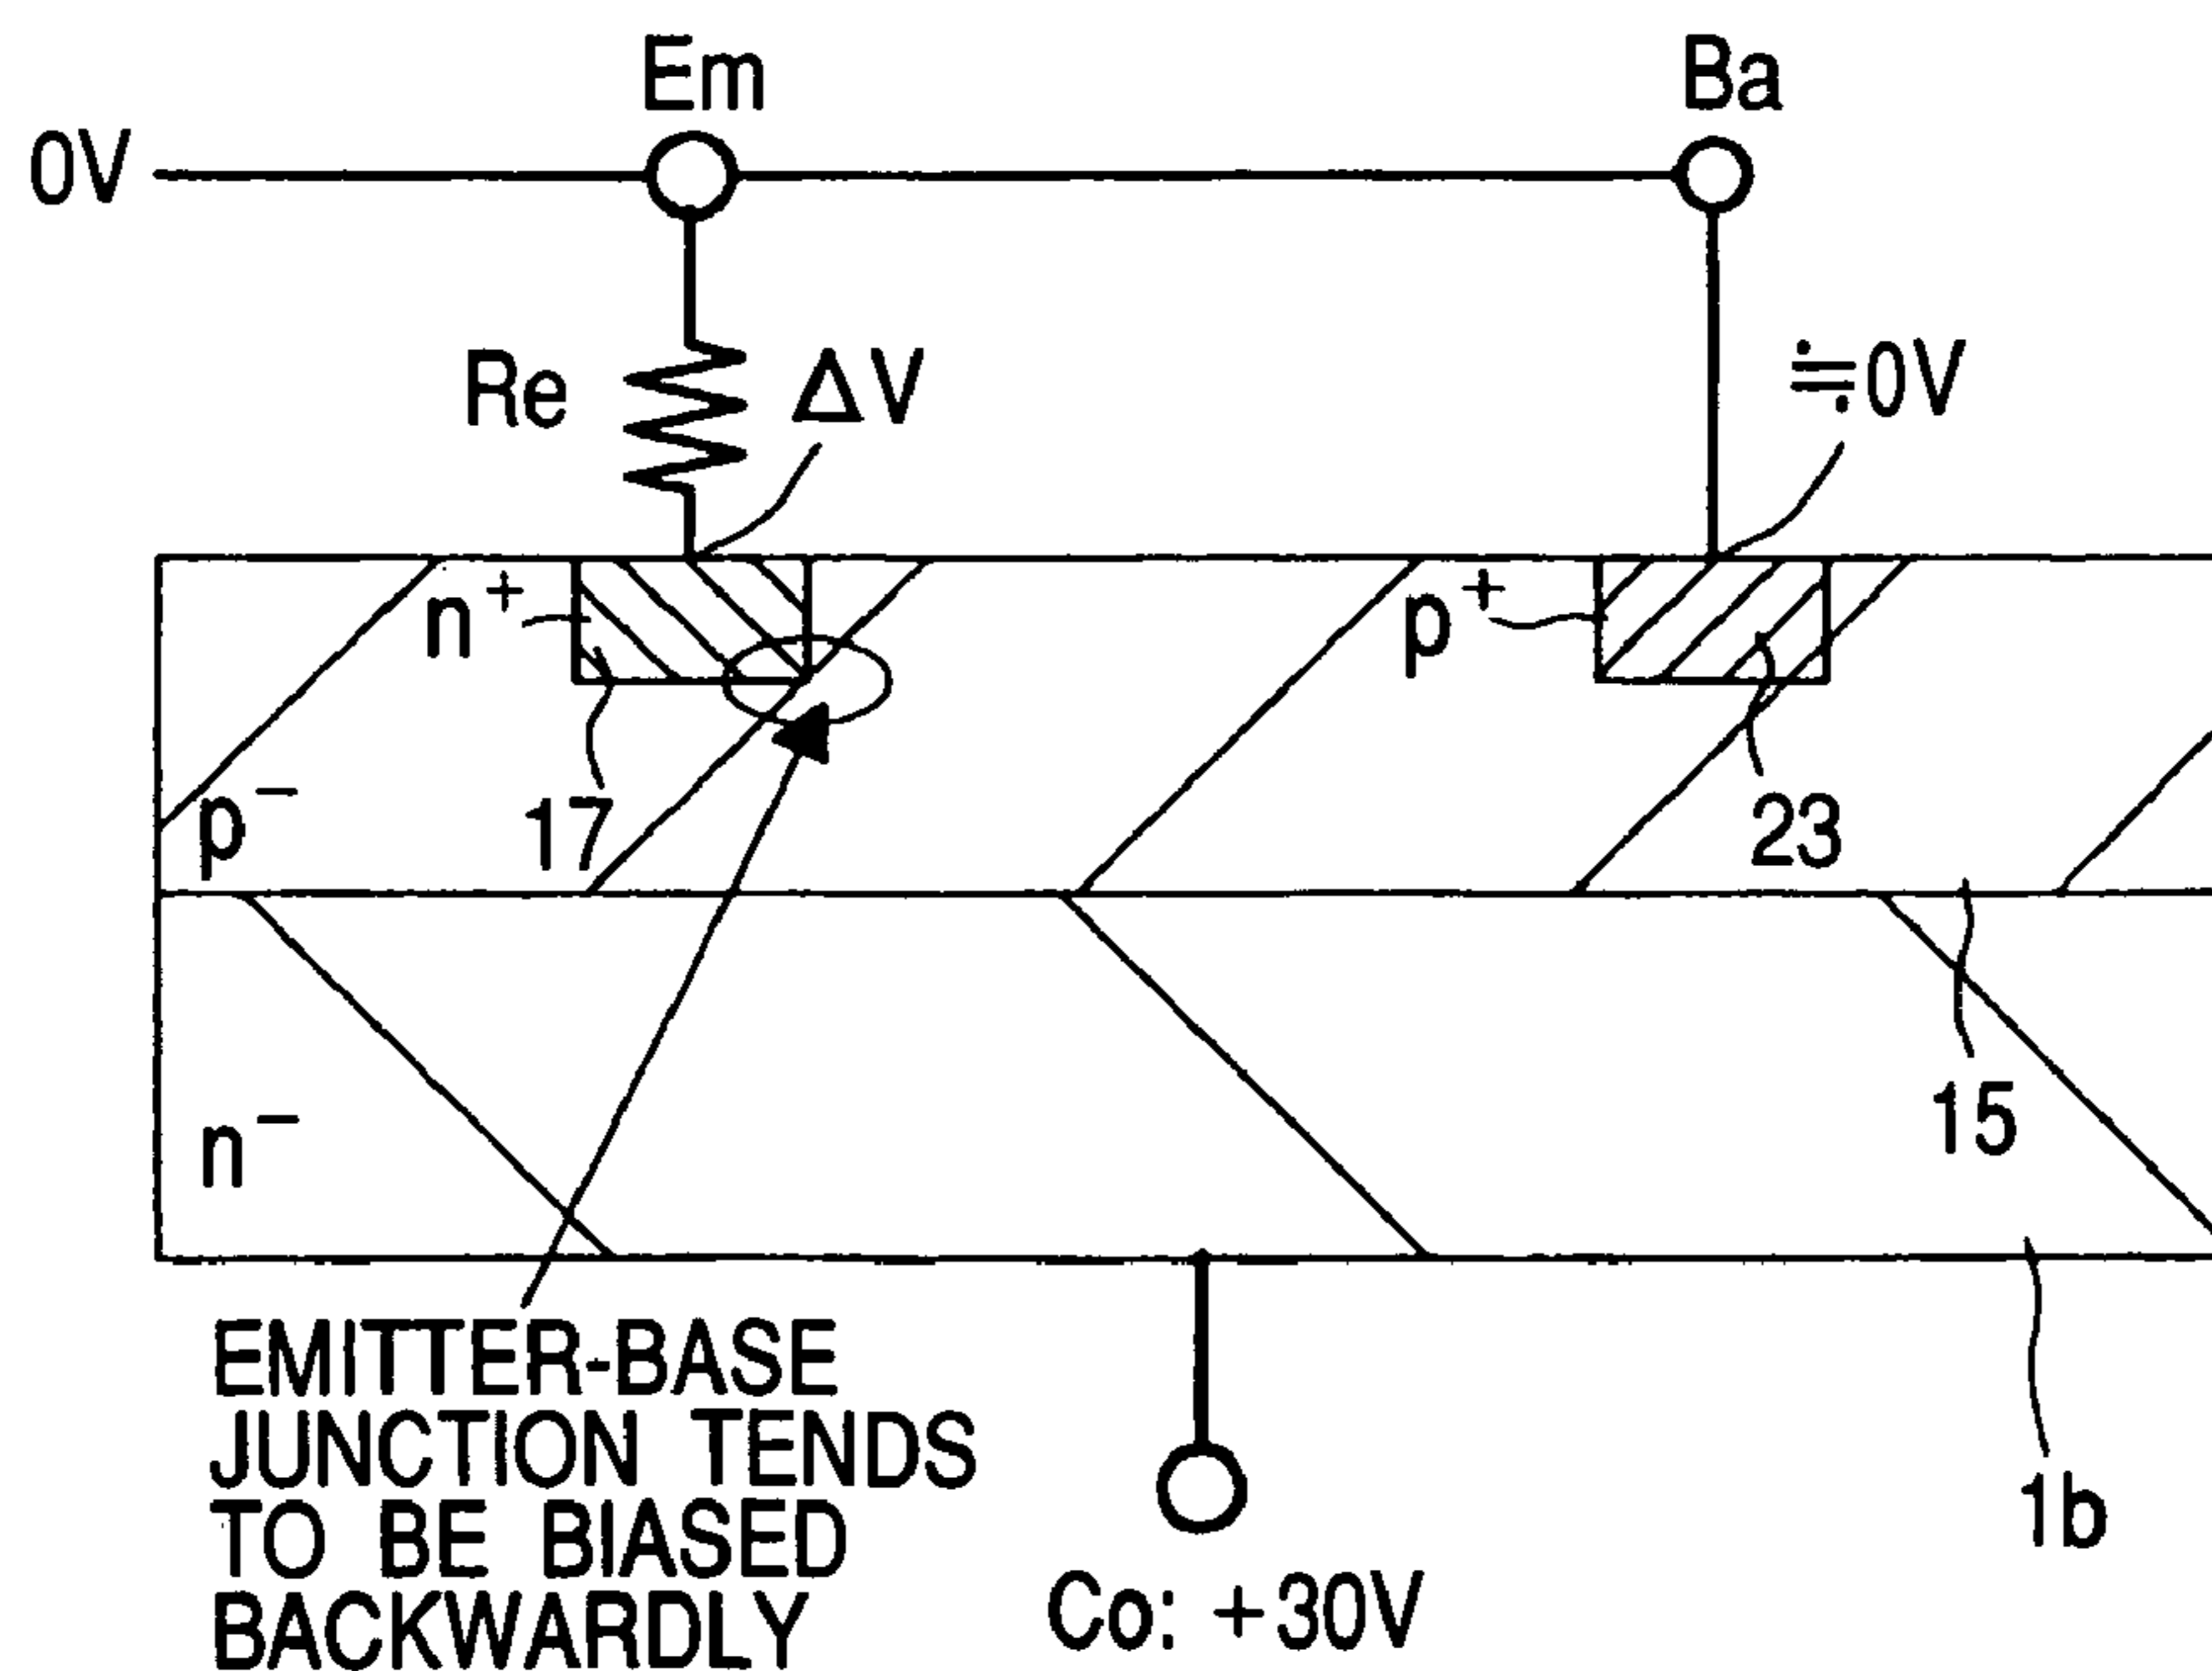 Em
Ba
0V
Re
ΔV
≒0V
n+
p+
p−
17
23
n−
15
EMITTER-BASE
JUNCTION TENDS
TO BE BIASED
BACKWARDLY
1b
Co: +30V